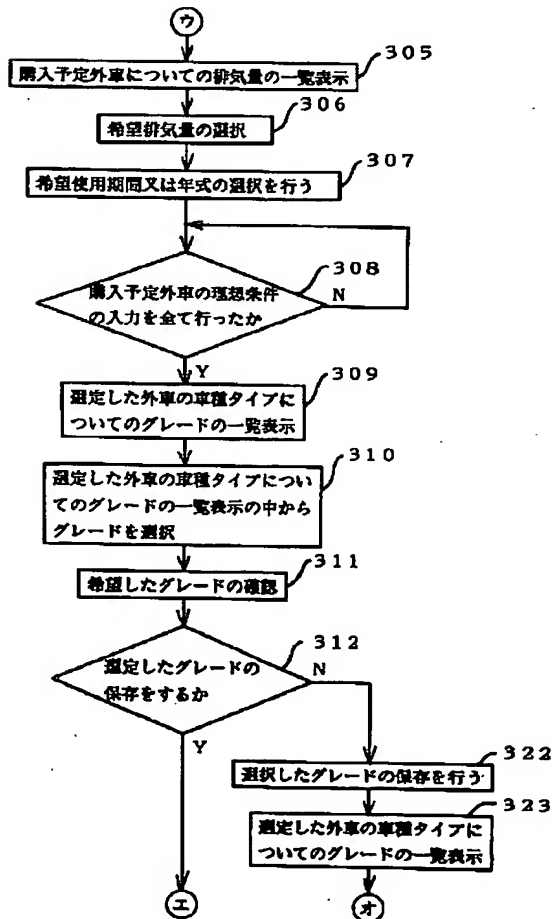 ウ
305
購入予定外車についての排気量の一覧表示
306
希望排気量の選択
307
希望使用期間又は年式の選択を行う
308
購入予定外車の理想条件
の入力を全て行ったか
N
Y
309
選定した外車の車種タイプに
ついてのグレードの一覧表示
310
選定した外車の車種タイプについ
てのグレードの一覧表示の中から
グレードを選択
311
希望したグレードの確認
312
選定したグレードの
保存をするか
N
Y
322
選択したグレードの保存を行う
323
選定した外車の車種タイプに
ついてのグレードの一覧表示
エ
オ